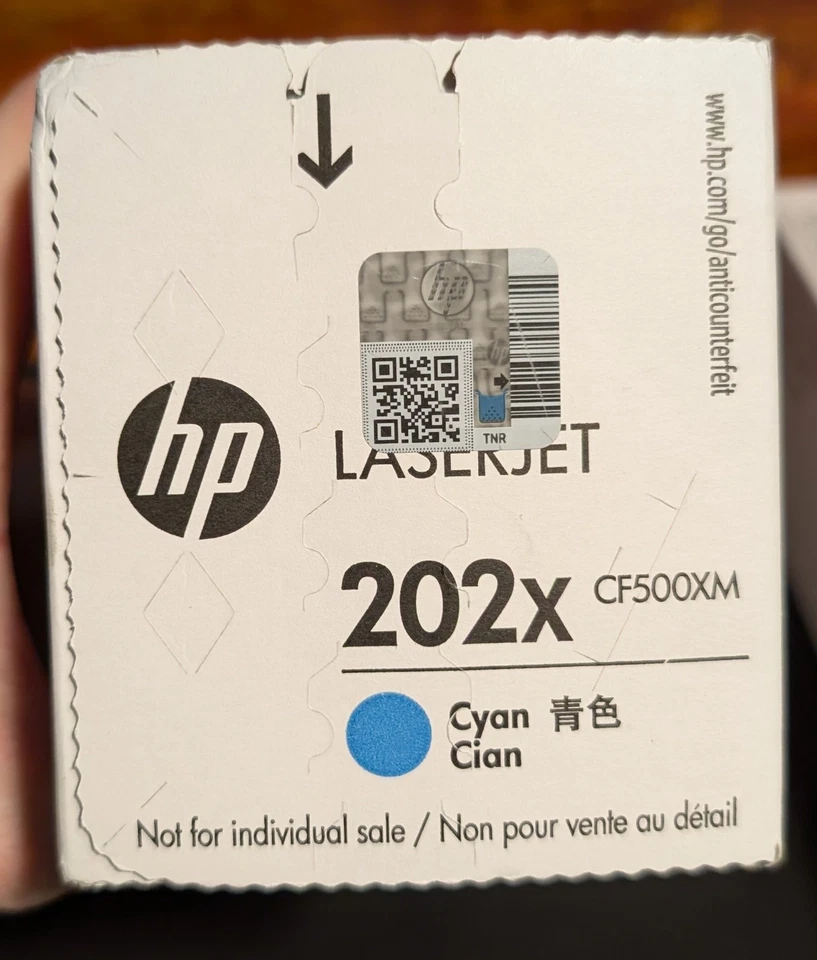 www.hp.com/go/anticounterfeit
hp
TNR
hp
LASERJET
202x CF500XM
Cyan 青色
Cian
Not for individual sale / Non pour vente au détail